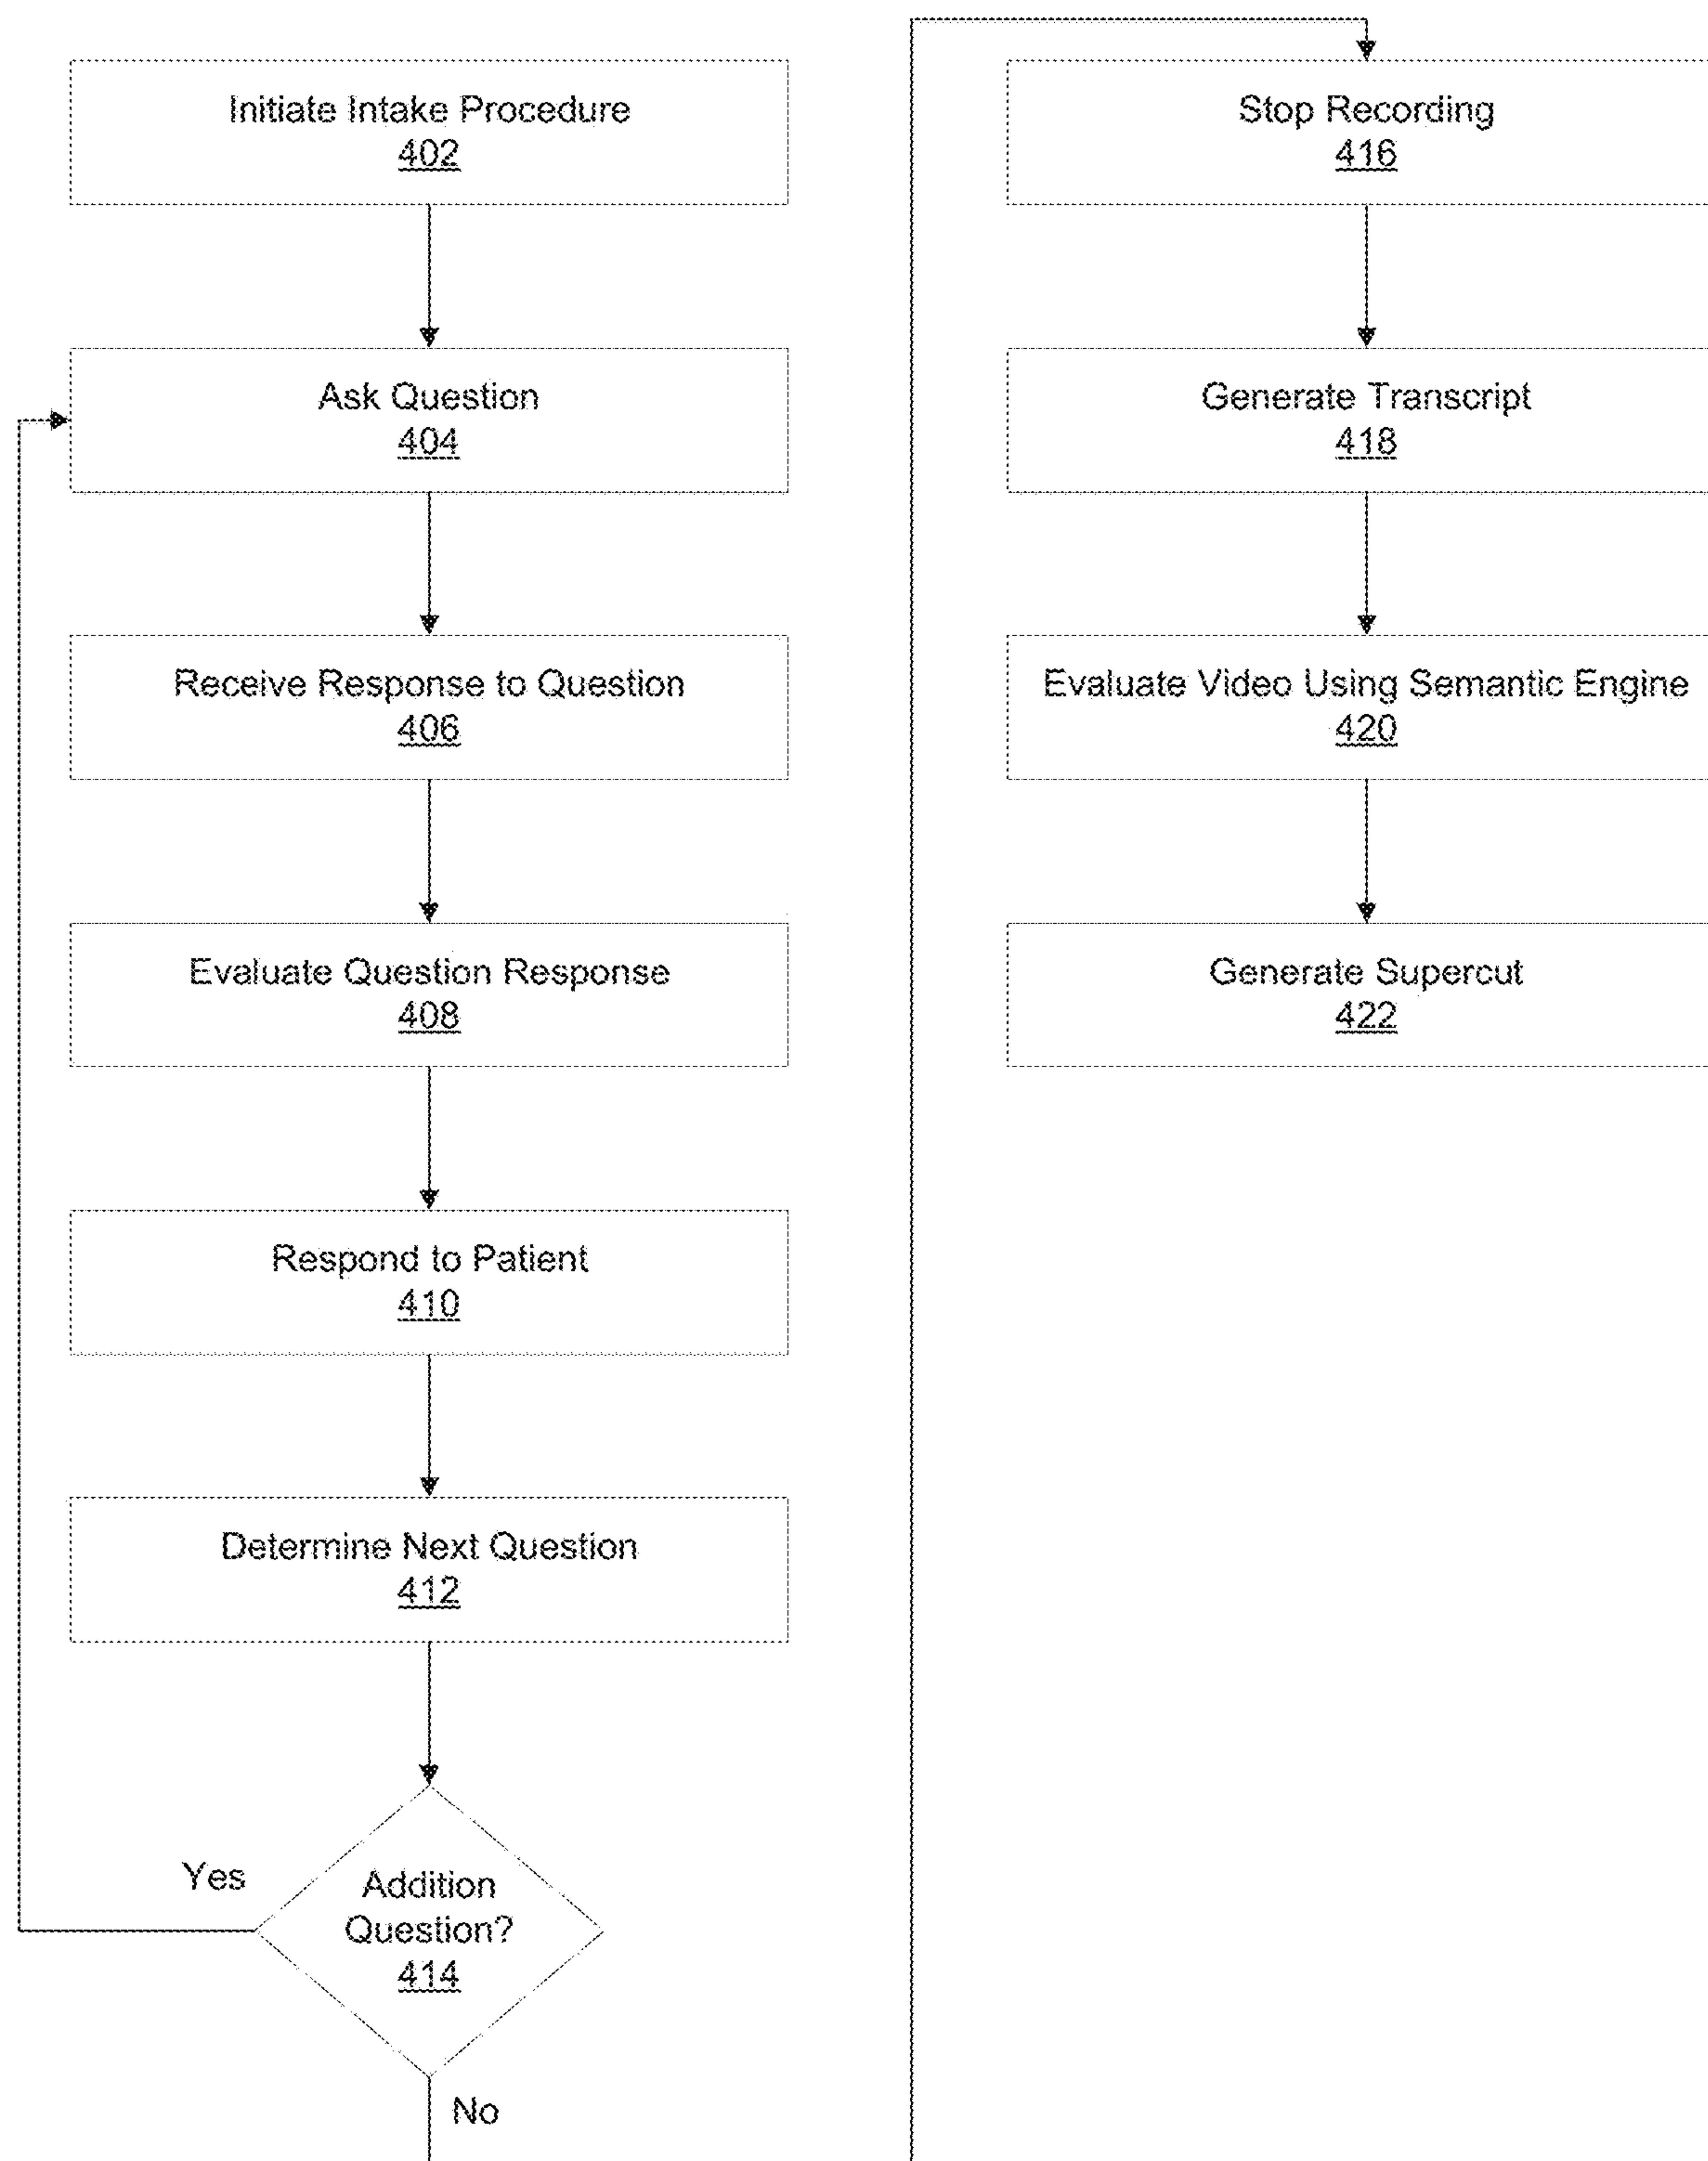 Initiate Intake Procedure
402
Ask Question
404
Receive Response to Question
406
Evaluate Question Response
408
Respond to Patient
410
Determine Next Question
412
Yes
Addition
Question?
414
No
Stop Recording
416
Generate Transcript
418
Evaluate Video Using Semantic Engine
420
Generate Supercut
422